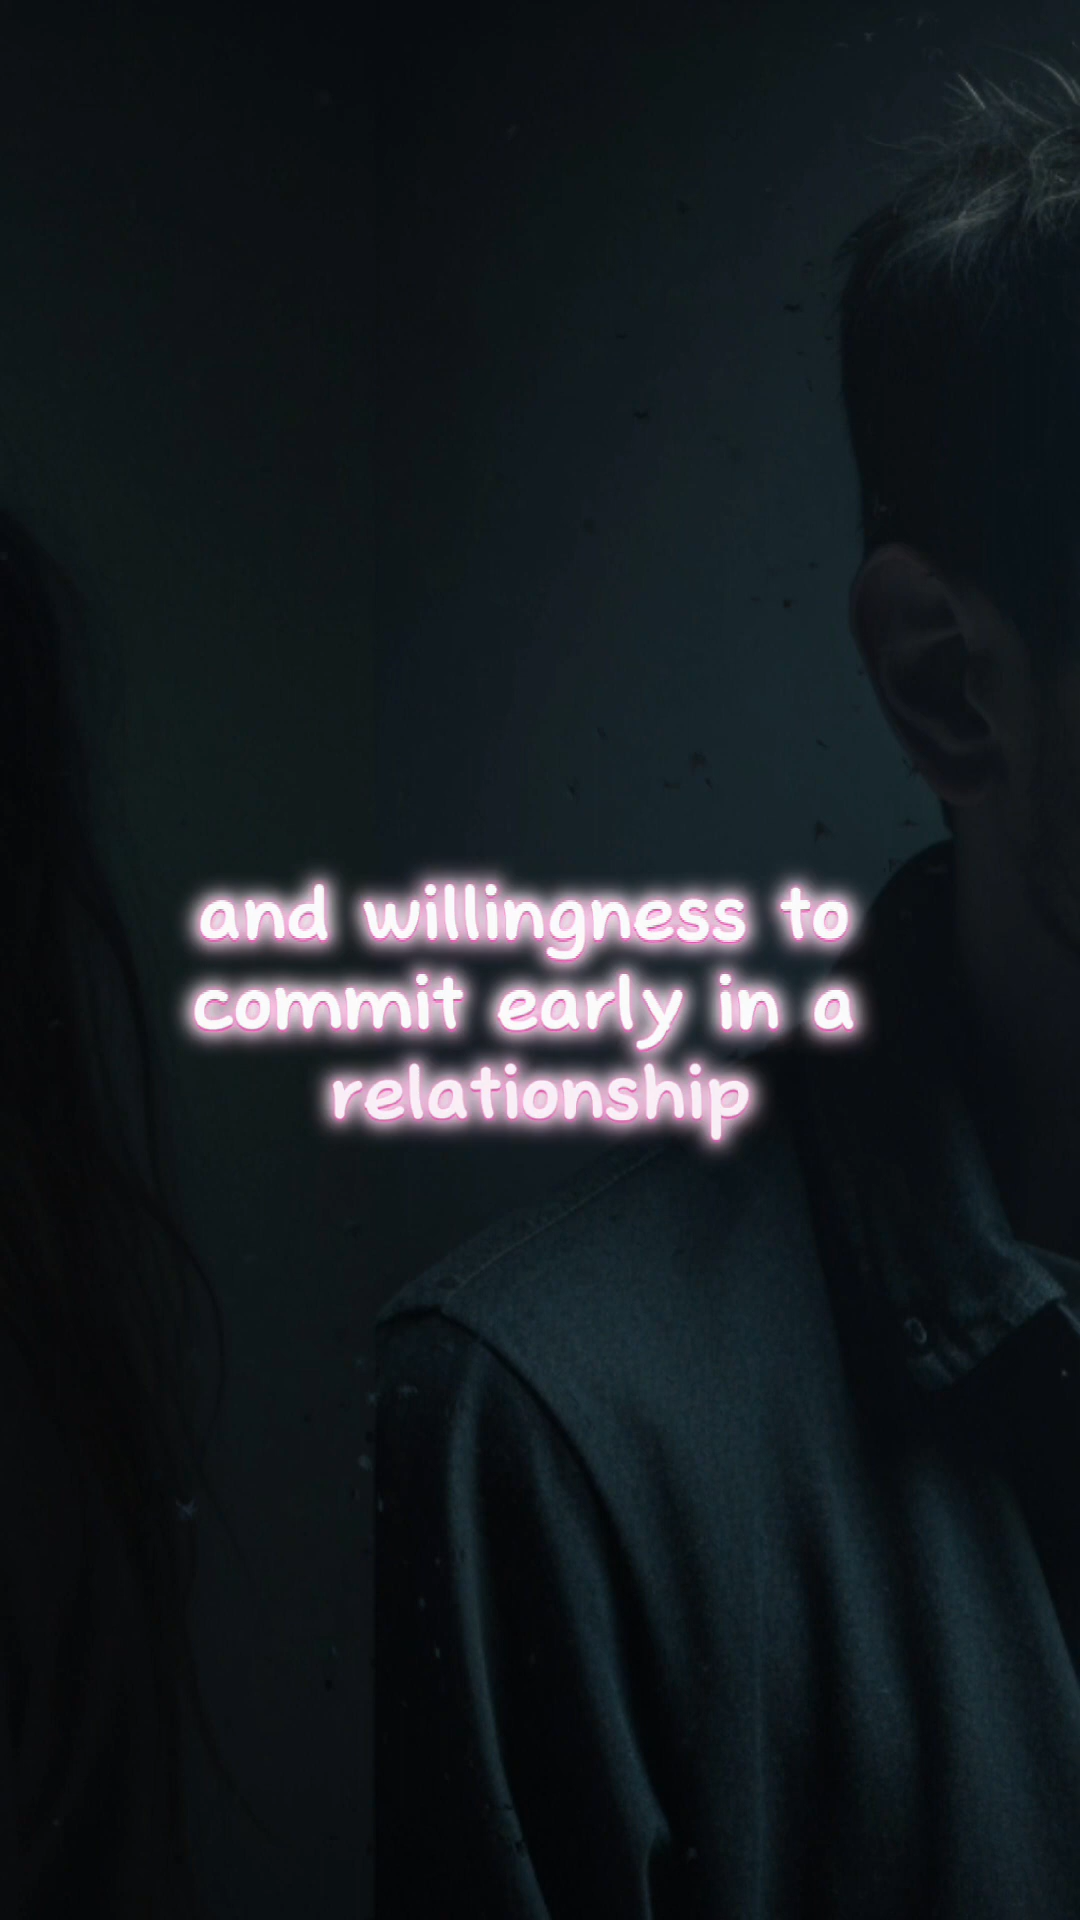 and willingness to
commit early in a
relationship